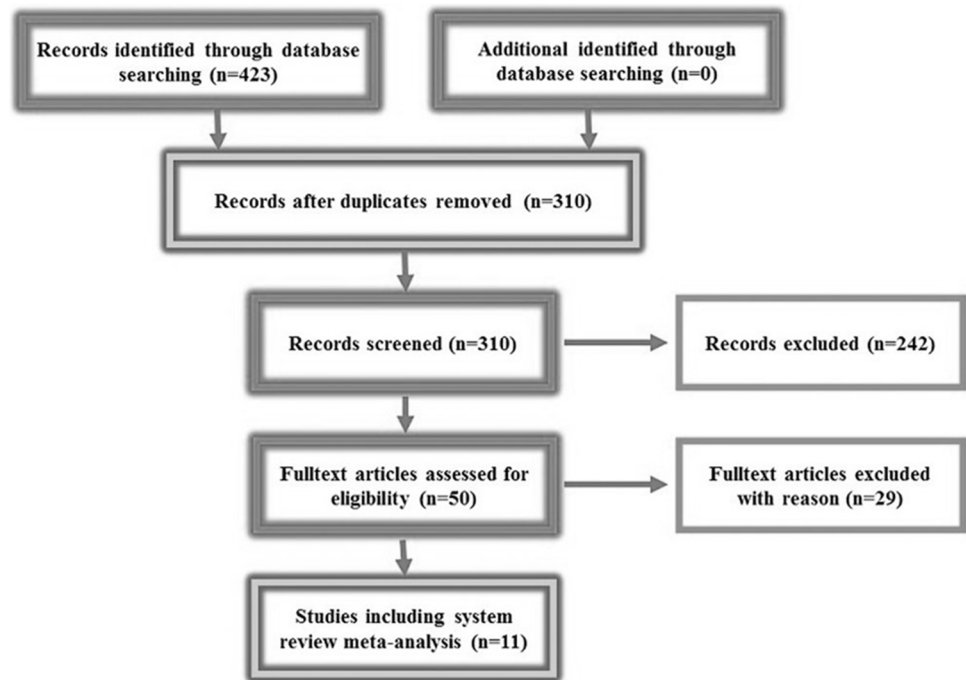 Records identified through database
searching (n=423)
Additional identified through
database searching (n=0)
Records after duplicates removed (n=310)
Records screened (n=310)
Records excluded (n=242)
Fulltext articles assessed for
eligibility (n=50)
Fulltext articles excluded
with reason (n=29)
Studies including system
review meta-analysis (n=11)